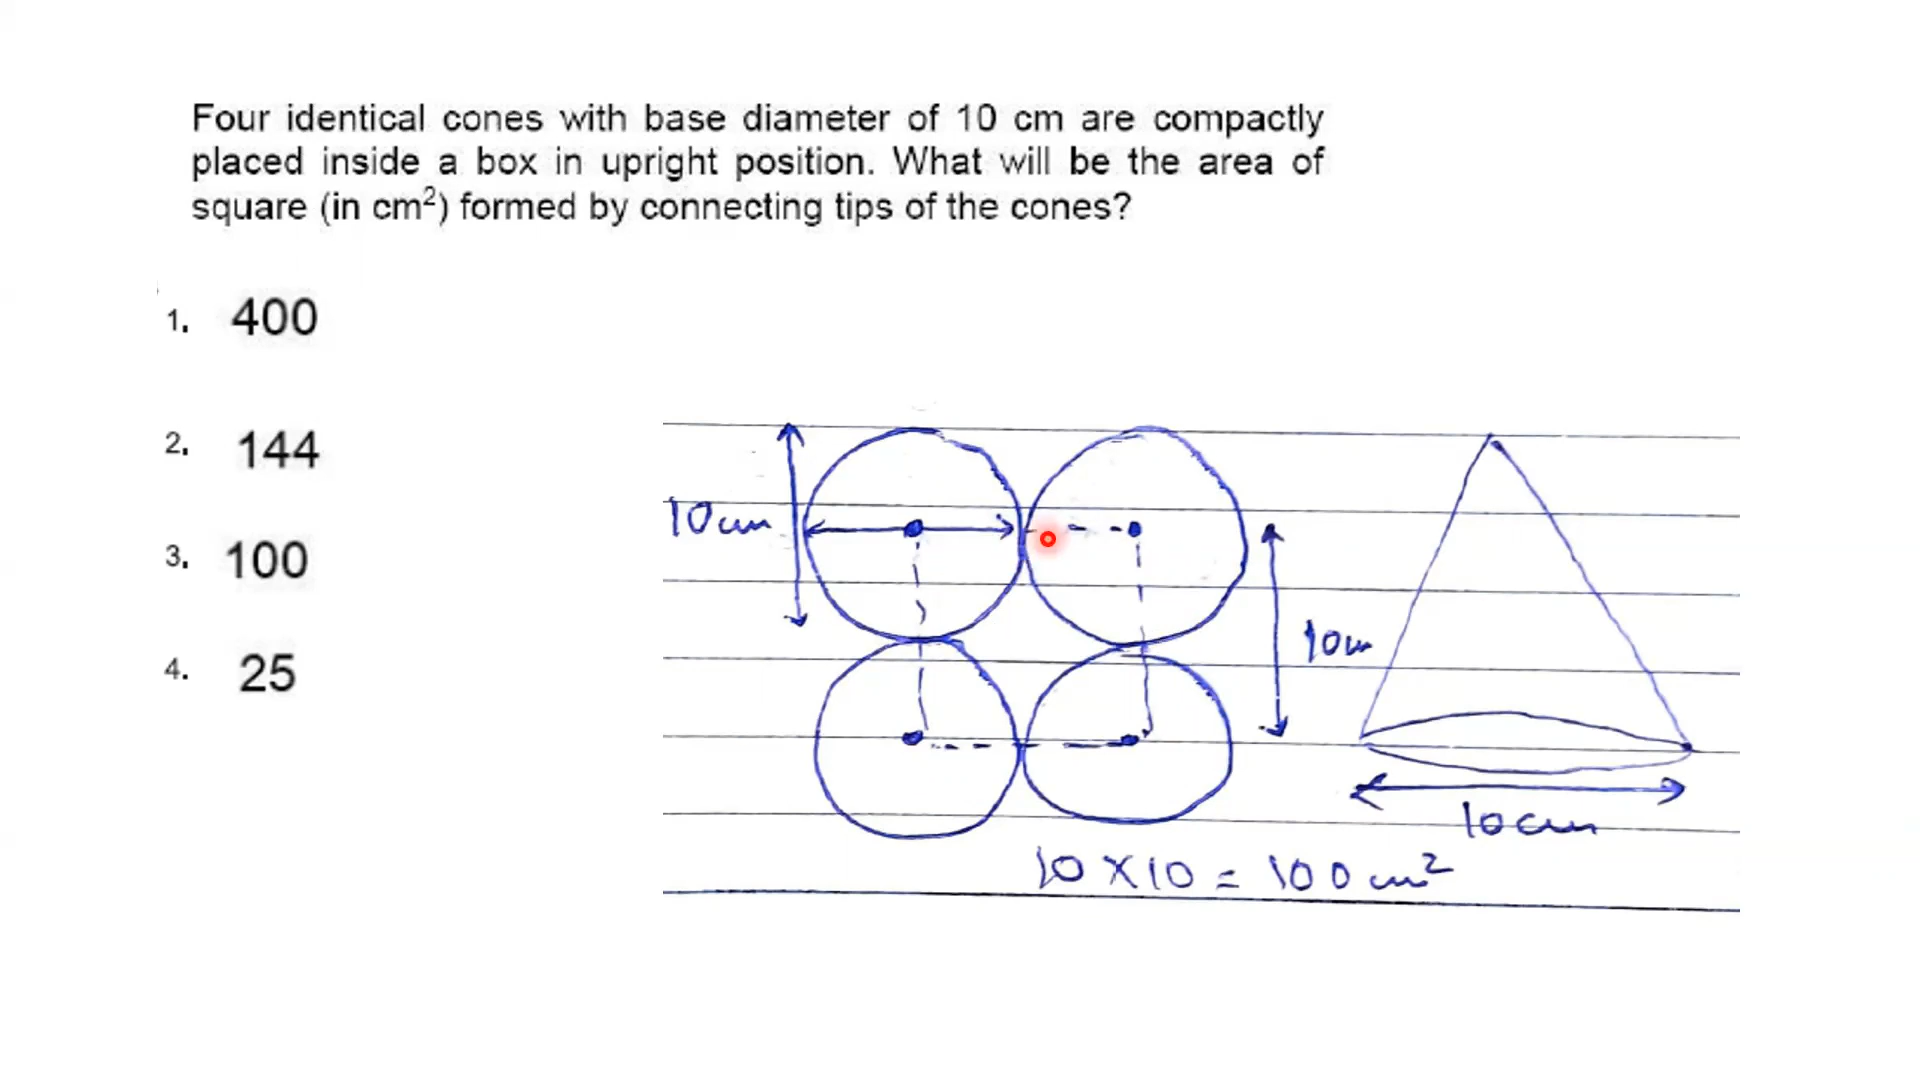 Four identical cones with base diameter of 10 cm are compactly
placed inside a box in upright position. What will be the area of
square (in cm²) formed by connecting tips of the cones?
1. 400
2. 144
3. 100
4. 25
10cm
10cm
10cm
10 × 10 = 100 cm²